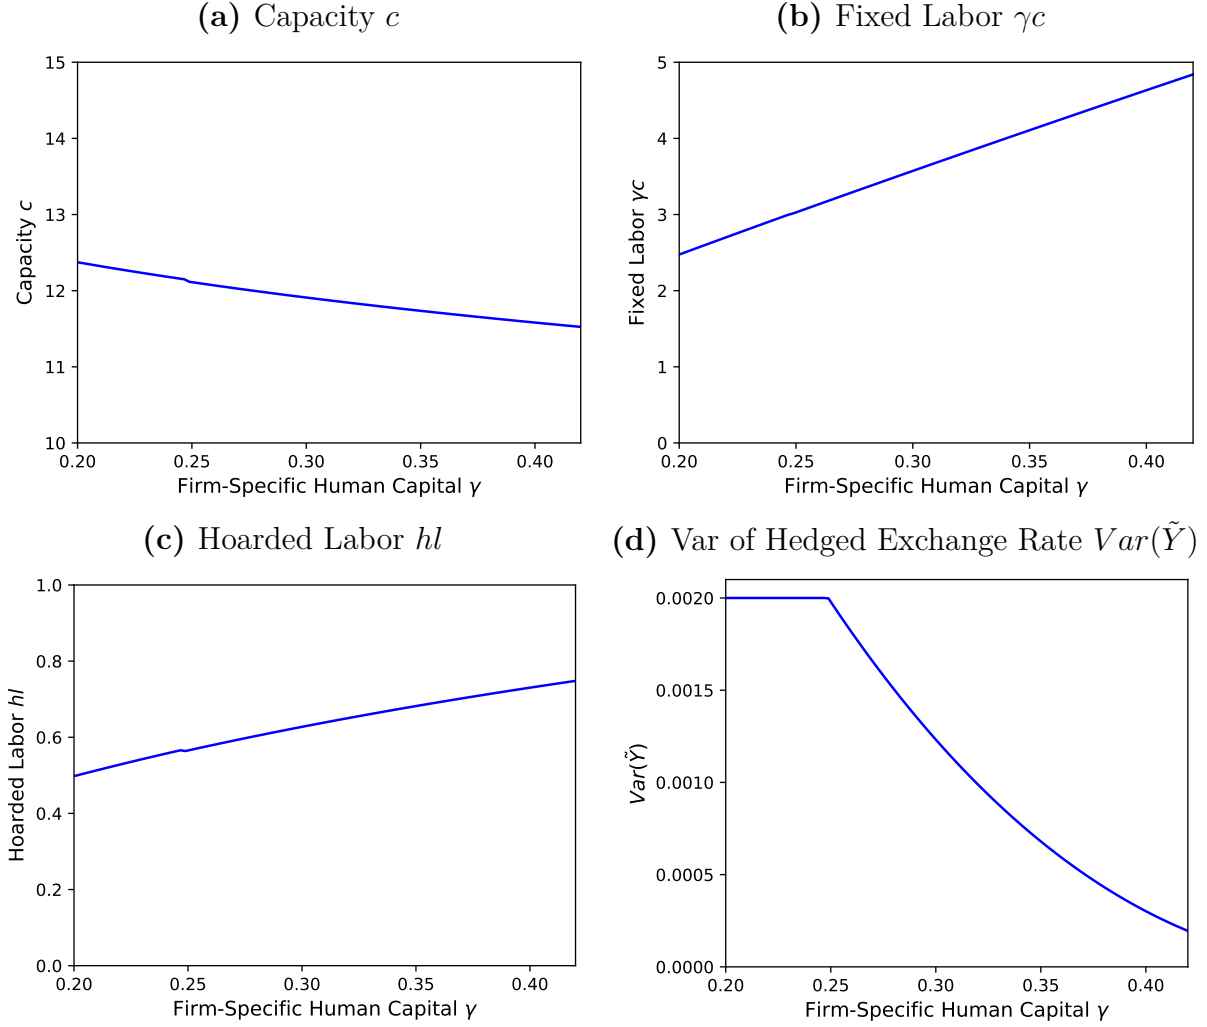 (a) Capacity c
15
14
13
12
11
10
Capacity c
0.20 0.25 0.30 0.35 0.40
Firm-Specific Human Capital γ
(b) Fixed Labor γc
5
4
3
2
1
0
Fixed Labor γc
0.20 0.25 0.30 0.35 0.40
Firm-Specific Human Capital γ
(c) Hoarded Labor hl
1.0
0.8
0.6
0.4
0.2
0.0
Hoarded Labor hl
0.20 0.25 0.30 0.35 0.40
Firm-Specific Human Capital γ
(d) Var of Hedged Exchange Rate Var(Ỹ)
0.0020
0.0015
0.0010
0.0005
0.0000
Var(Ỹ)
0.20 0.25 0.30 0.35 0.40
Firm-Specific Human Capital γ